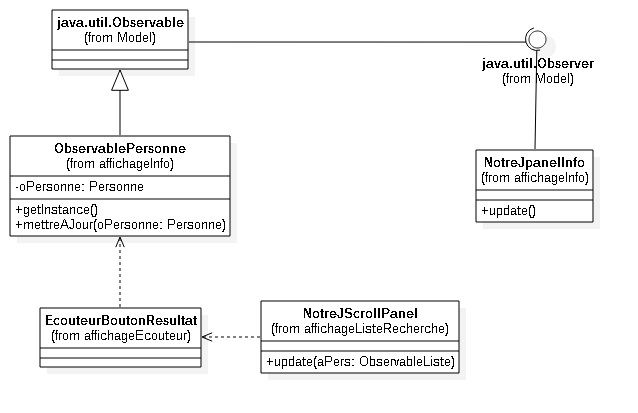 java.util.Observable
(from Model)
java.util.Observer
(from Model)
ObservablePersonne
(from affichageInfo)
-oPersonne: Personne
+getInstance()
+mettreAJour(oPersonne: Personne)
NotreJpanelInfo
(from affichageInfo)
+update()
EcouteurBoutonResultat
(from affichageEcouteur)
NotreJScrollPanel
(from affichageListeRecherche)
+update(aPers: ObservableListe)